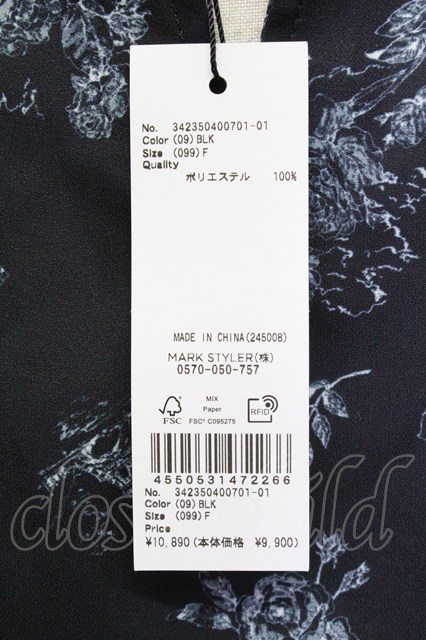 No. 342350400701-01
Color (09) BLK
Size (099) F
Quality
ポリエステル 100%
MADE IN CHINA(245008)
MARK STYLER(株)
0570-050-757
MIX
Paper
FSC
FSC® C095275
RFID
4550531472266
No. 342350400701-01
Color (09) BLK
Size (099) F
Price
¥10,890(本体価格 ¥9,900)
closet child